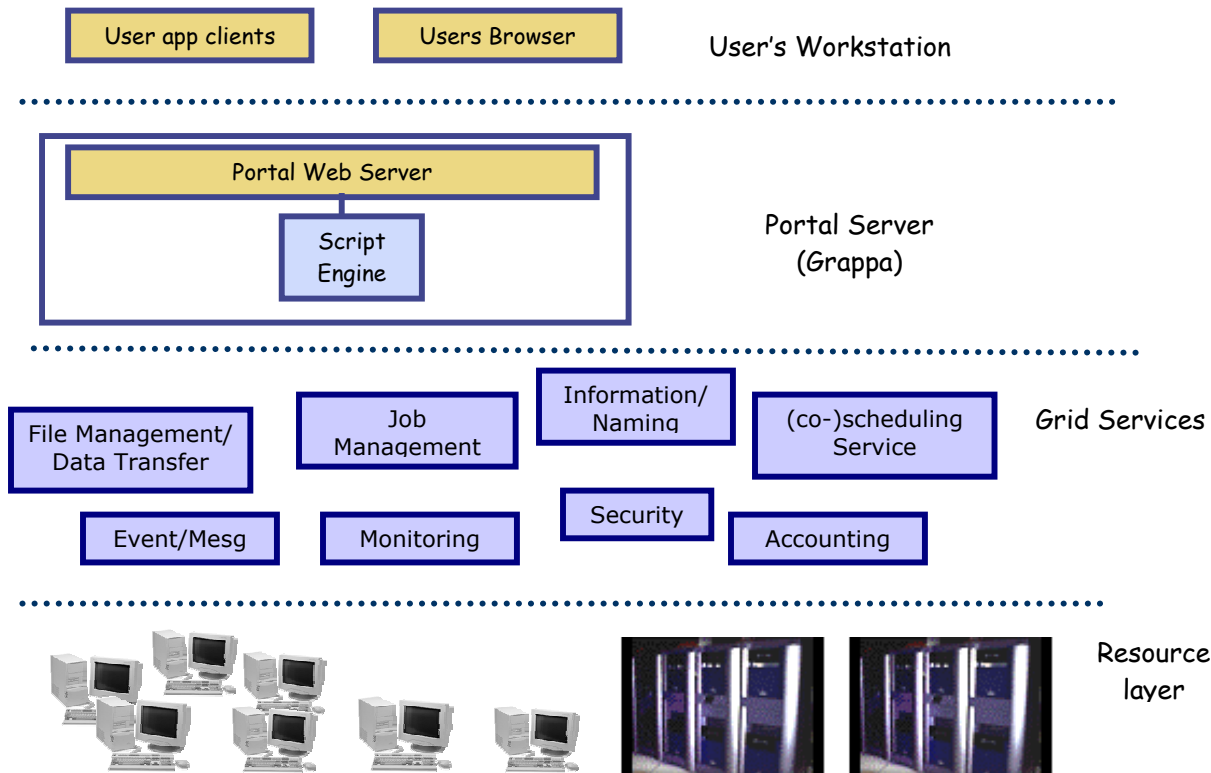 User app clients
Users Browser
User's Workstation
Portal Web Server
Script
Engine
Portal Server
(Grappa)
File Management/
Data Transfer
Job
Management
Information/
Naming
(co-)scheduling
Service
Grid Services
Event/Mesg
Monitoring
Security
Accounting
Resource
layer